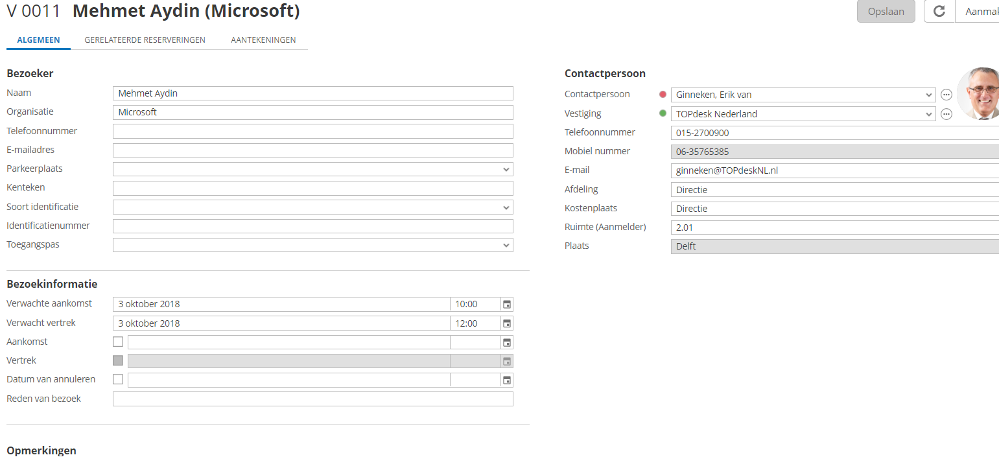 V 0011 Mehmet Aydin (Microsoft)
Opslaan
ALGEMEEN GERELATEERDE RESERVERINGEN AANTEKENINGEN
Bezoeker
Naam Mehmet Aydin
Organisatie Microsoft
Telefoonnummer
E-mailadres
Parkeerplaats
Kenteken
Soort identificatie
Identificatienummer
Toegangspas
Bezoekinformatie
Verwachte aankomst 3 oktober 2018 10:00
Verwacht vertrek 3 oktober 2018 12:00
Aankomst
Vertrek
Datum van annuleren
Reden van bezoek
Opmerkingen
Contactpersoon
Contactpersoon Ginneken, Erik van
Vestiging TOPdesk Nederland
Telefoonnummer 015-2700900
Mobiel nummer 06-35765385
E-mail ginneken@TOPdeskNL.nl
Afdeling Directie
Kostenplaats Directie
Ruimte (Aanmelder) 2.01
Plaats Delft